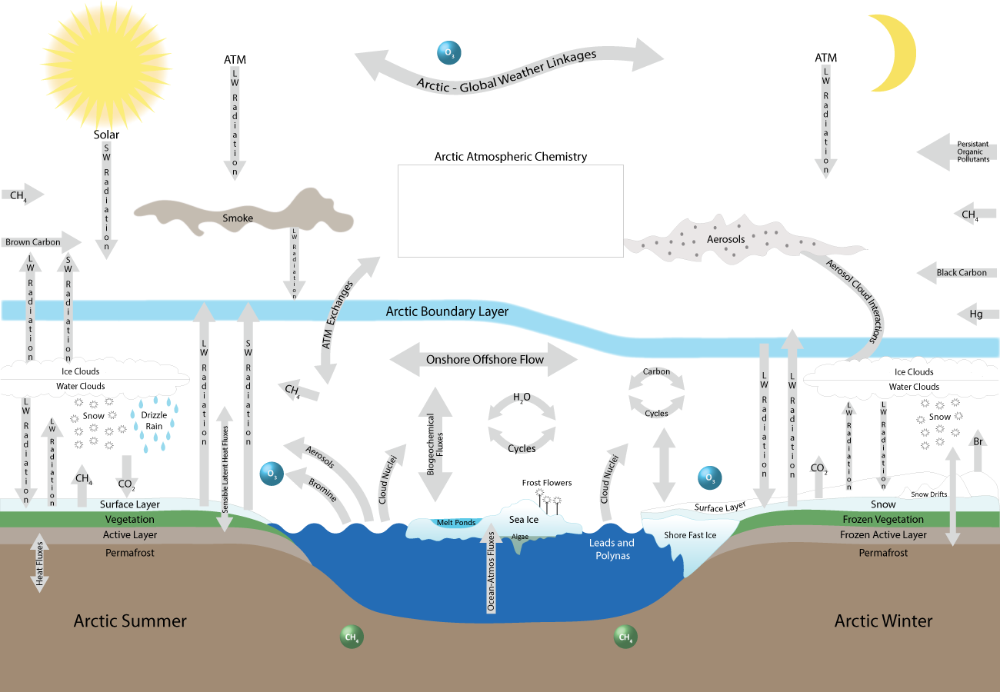 O3
Arctic - Global Weather Linkages
ATM
LW Radiation
ATM
LW Radiation
Solar
SW Radiation
Persistant
Organic
Pollutants
Arctic Atmospheric Chemistry
CH4
Smoke
CH4
Brown Carbon
LW Radiation
Aerosols
LW Radiation
SW Radiation
Aerosol Cloud Interactions
Black Carbon
ATM Exchanges
Arctic Boundary Layer
Hg
LW Radiation
SW Radiation
Onshore Offshore Flow
Ice Clouds
Water Clouds
Carbon
Cycles
LW Radiation
LW Radiation
Ice Clouds
Water Clouds
CH4
H2O
Cycles
LW Radiation
LW Radiation
Snow
Drizzle
Rain
Sensible Latent Heat Fluxes
Biogeochemical
Fluxes
LW Radiation
LW Radiation
Snow
Br
CH4
CO2
O3
Aerosols
Bromine
Cloud Nuclei
Frost Flowers
Cloud Nuclei
O3
CO2
Snow Drifts
Surface Layer
Vegetation
Active Layer
Permafrost
Heat Fluxes
Melt Ponds
Sea Ice
Algae
Ocean-Atmos Fluxes
Leads and
Polynas
Surface Layer
Shore Fast Ice
Snow
Frozen Vegetation
Frozen Active Layer
Permafrost
Arctic Summer
Arctic Winter
CH4
CH4